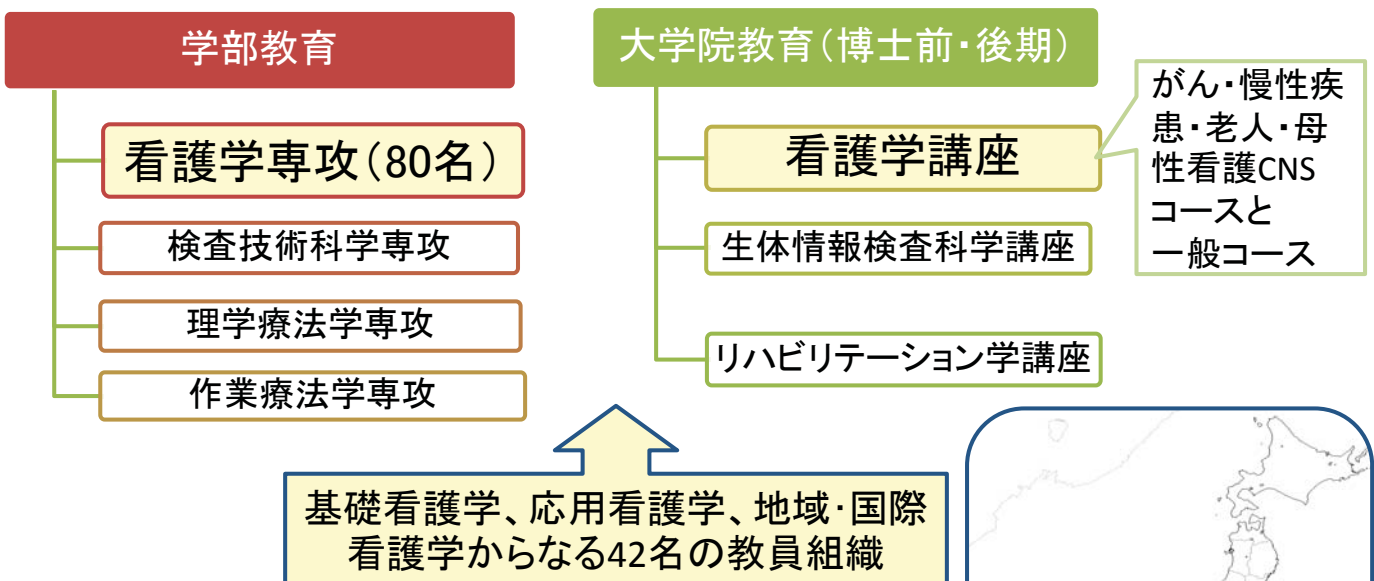 学部教育
看護学専攻(80名)
検査技術科学専攻
理学療法学専攻
作業療法学専攻
大学院教育(博士前・後期)
看護学講座
生体情報検査科学講座
リハビリテーション学講座
がん・慢性疾
患・老人・母
性看護CNS
コースと
一般コース
基礎看護学、応用看護学、地域・国際
看護学からなる42名の教員組織